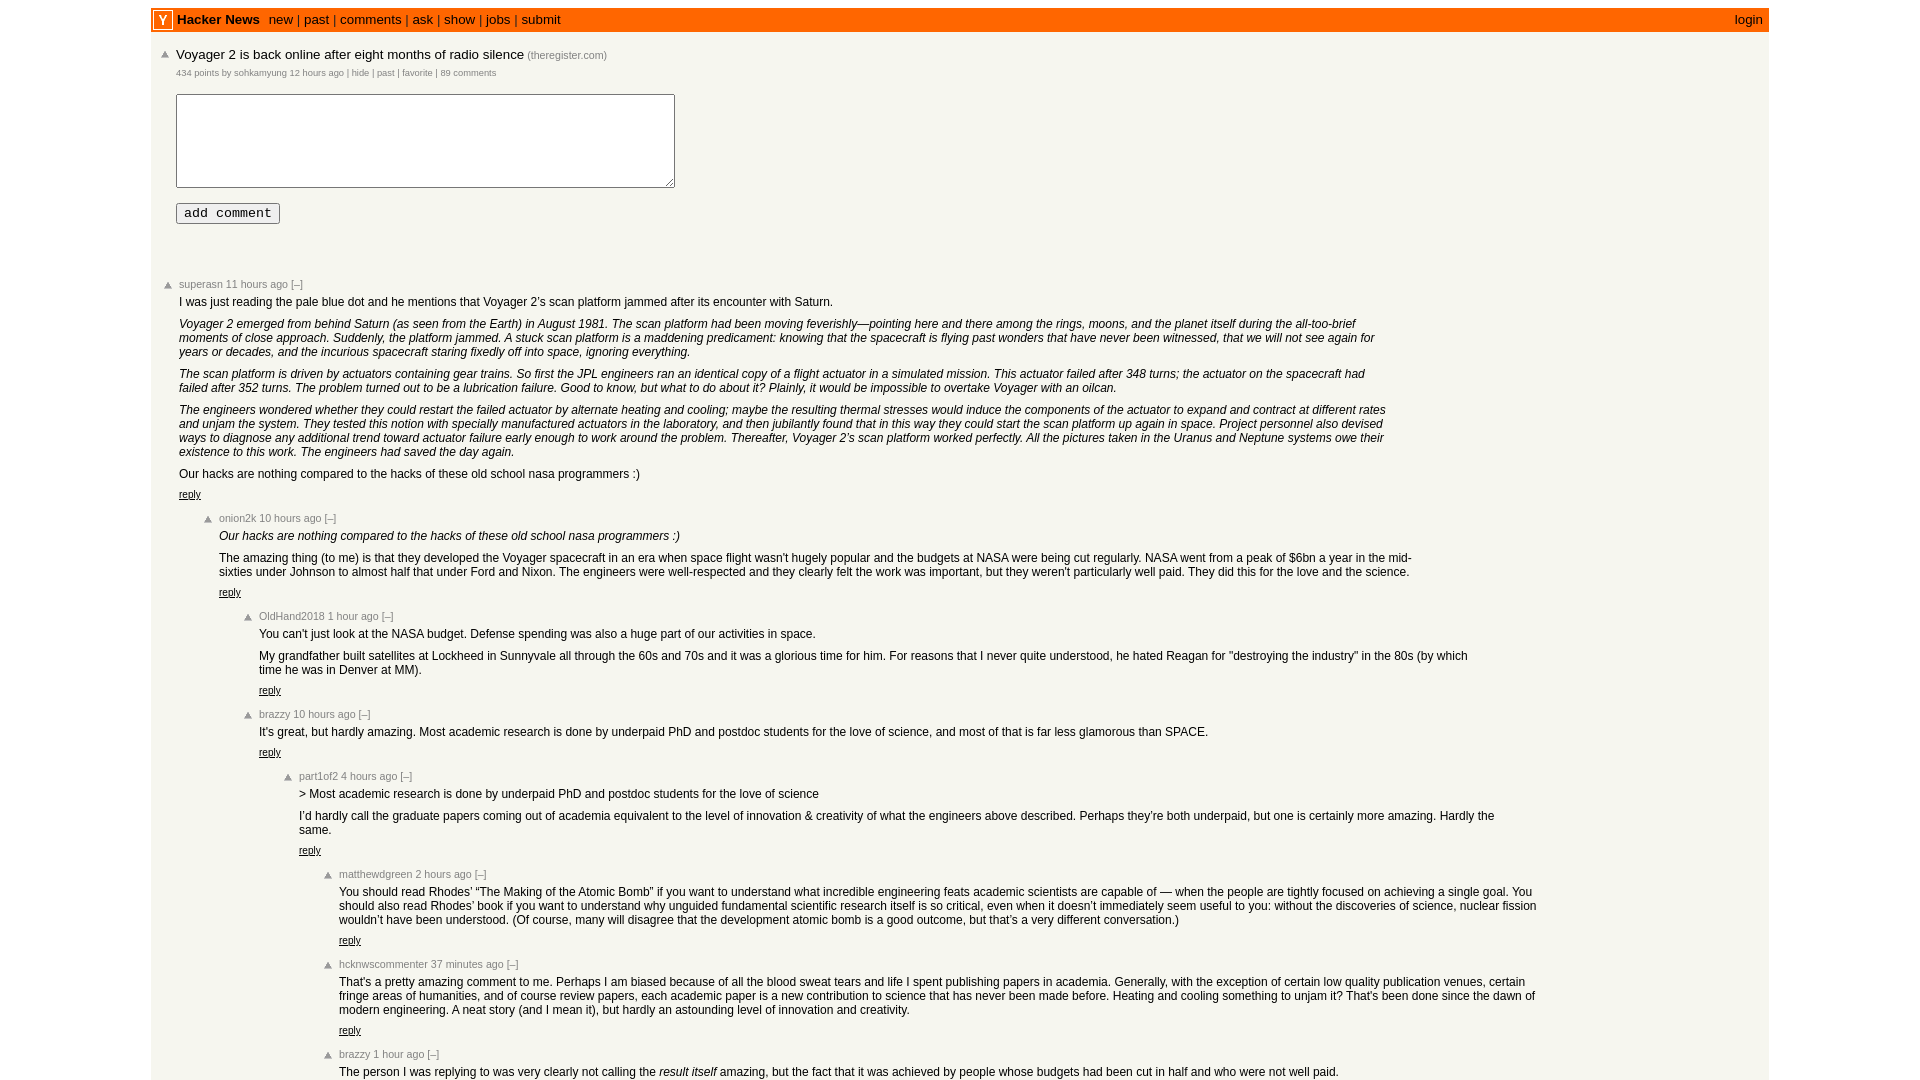 Y Hacker News new | past | comments | ask | show | jobs | submit login
Voyager 2 is back online after eight months of radio silence (theregister.com)
434 points by sohkamyung 12 hours ago | hide | past | favorite | 89 comments
add comment
superasn 11 hours ago [–]
I was just reading the pale blue dot and he mentions that Voyager 2’s scan platform jammed after its encounter with Saturn.
Voyager 2 emerged from behind Saturn (as seen from the Earth) in August 1981. The scan platform had been moving feverishly—pointing here and there among the rings, moons, and the planet itself during the all-too-brief
moments of close approach. Suddenly, the platform jammed. A stuck scan platform is a maddening predicament: knowing that the spacecraft is flying past wonders that have never been witnessed, that we will not see again for
years or decades, and the incurious spacecraft staring fixedly off into space, ignoring everything.
The scan platform is driven by actuators containing gear trains. So first the JPL engineers ran an identical copy of a flight actuator in a simulated mission. This actuator failed after 348 turns; the actuator on the spacecraft had
failed after 352 turns. The problem turned out to be a lubrication failure. Good to know, but what to do about it? Plainly, it would be impossible to overtake Voyager with an oilcan.
The engineers wondered whether they could restart the failed actuator by alternate heating and cooling; maybe the resulting thermal stresses would induce the components of the actuator to expand and contract at different rates
and unjam the system. They tested this notion with specially manufactured actuators in the laboratory, and then jubilantly found that in this way they could start the scan platform up again in space. Project personnel also devised
ways to diagnose any additional trend toward actuator failure early enough to work around the problem. Thereafter, Voyager 2’s scan platform worked perfectly. All the pictures taken in the Uranus and Neptune systems owe their
existence to this work. The engineers had saved the day again.
Our hacks are nothing compared to the hacks of these old school nasa programmers :)
reply
onion2k 10 hours ago [–]
Our hacks are nothing compared to the hacks of these old school nasa programmers :)
The amazing thing (to me) is that they developed the Voyager spacecraft in an era when space flight wasn't hugely popular and the budgets at NASA were being cut regularly. NASA went from a peak of $6bn a year in the mid-
sixties under Johnson to almost half that under Ford and Nixon. The engineers were well-respected and they clearly felt the work was important, but they weren't particularly well paid. They did this for the love and the science.
reply
OldHand2018 1 hour ago [–]
You can't just look at the NASA budget. Defense spending was also a huge part of our activities in space.
My grandfather built satellites at Lockheed in Sunnyvale all through the 60s and 70s and it was a glorious time for him. For reasons that I never quite understood, he hated Reagan for "destroying the industry" in the 80s (by which
time he was in Denver at MM).
reply
brazzy 10 hours ago [–]
It's great, but hardly amazing. Most academic research is done by underpaid PhD and postdoc students for the love of science, and most of that is far less glamorous than SPACE.
reply
part1of2 4 hours ago [–]
> Most academic research is done by underpaid PhD and postdoc students for the love of science
I’d hardly call the graduate papers coming out of academia equivalent to the level of innovation & creativity of what the engineers above described. Perhaps they’re both underpaid, but one is certainly more amazing. Hardly the
same.
reply
matthewdgreen 2 hours ago [–]
You should read Rhodes’ “The Making of the Atomic Bomb” if you want to understand what incredible engineering feats academic scientists are capable of — when the people are tightly focused on achieving a single goal. You
should also read Rhodes’ book if you want to understand why unguided fundamental scientific research itself is so critical, even when it doesn’t immediately seem useful to you: without the discoveries of science, nuclear fission
wouldn’t have been understood. (Of course, many will disagree that the development atomic bomb is a good outcome, but that’s a very different conversation.)
reply
hcknwscommenter 37 minutes ago [–]
That's a pretty amazing comment to me. Perhaps I am biased because of all the blood sweat tears and life I spent publishing papers in academia. Generally, with the exception of certain low quality publication venues, certain
fringe areas of humanities, and of course review papers, each academic paper is a new contribution to science that has never been made before. Heating and cooling something to unjam it? That's been done since the dawn of
modern engineering. A neat story (and I mean it), but hardly an astounding level of innovation and creativity.
reply
brazzy 1 hour ago [–]
The person I was replying to was very clearly not calling the result itself amazing, but the fact that it was achieved by people whose budgets had been cut in half and who were not well paid.